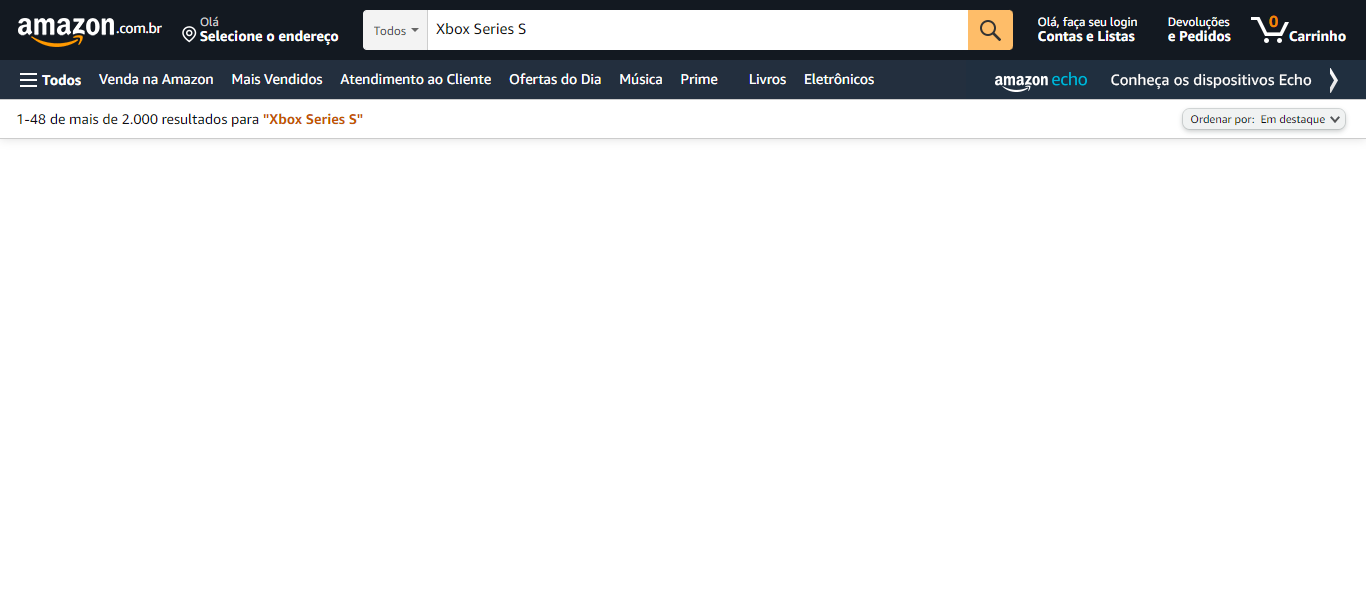 amazon.com.br
Olá
Selecione o endereço
Todos
Xbox Series S
Olá, faça seu login
Contas e Listas
Devoluções
e Pedidos
0
Carrinho
Todos Venda na Amazon Mais Vendidos Atendimento ao Cliente Ofertas do Dia Música Prime Livros Eletrônicos
amazon echo Conheça os dispositivos Echo
1-48 de mais de 2.000 resultados para "Xbox Series S"
Ordenar por: Em destaque